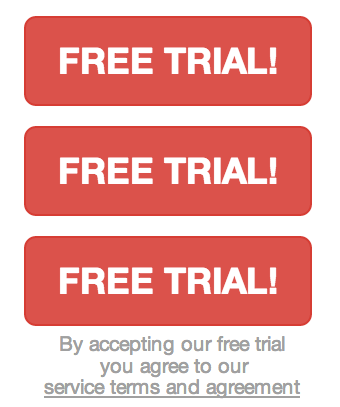 FREE TRIAL!
FREE TRIAL!
FREE TRIAL!
By accepting our free trial
you agree to our
service terms and agreement